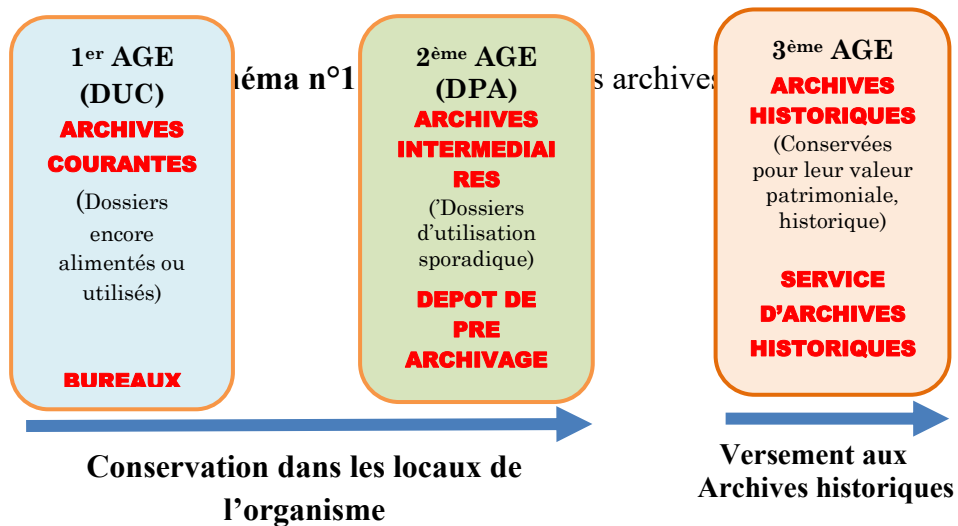 1er AGE
(DUC)
ARCHIVES
COURANTES
(Dossiers
encore
alimentés ou
utilisés)
BUREAUX
n°1
2ème AGE
(DPA)
ARCHIVES
INTERMEDIAI
RES
(’Dossiers
d’utilisation
sporadique)
DEPOT DE
PRE
ARCHIVAGE
s archives
3ème AGE
ARCHIVES
HISTORIQUES
(Conservées
pour leur valeur
patrimoniale,
historique)
SERVICE
D’ARCHIVES
HISTORIQUES
Conservation dans les locaux de
l’organisme
Versement aux
Archives historiques